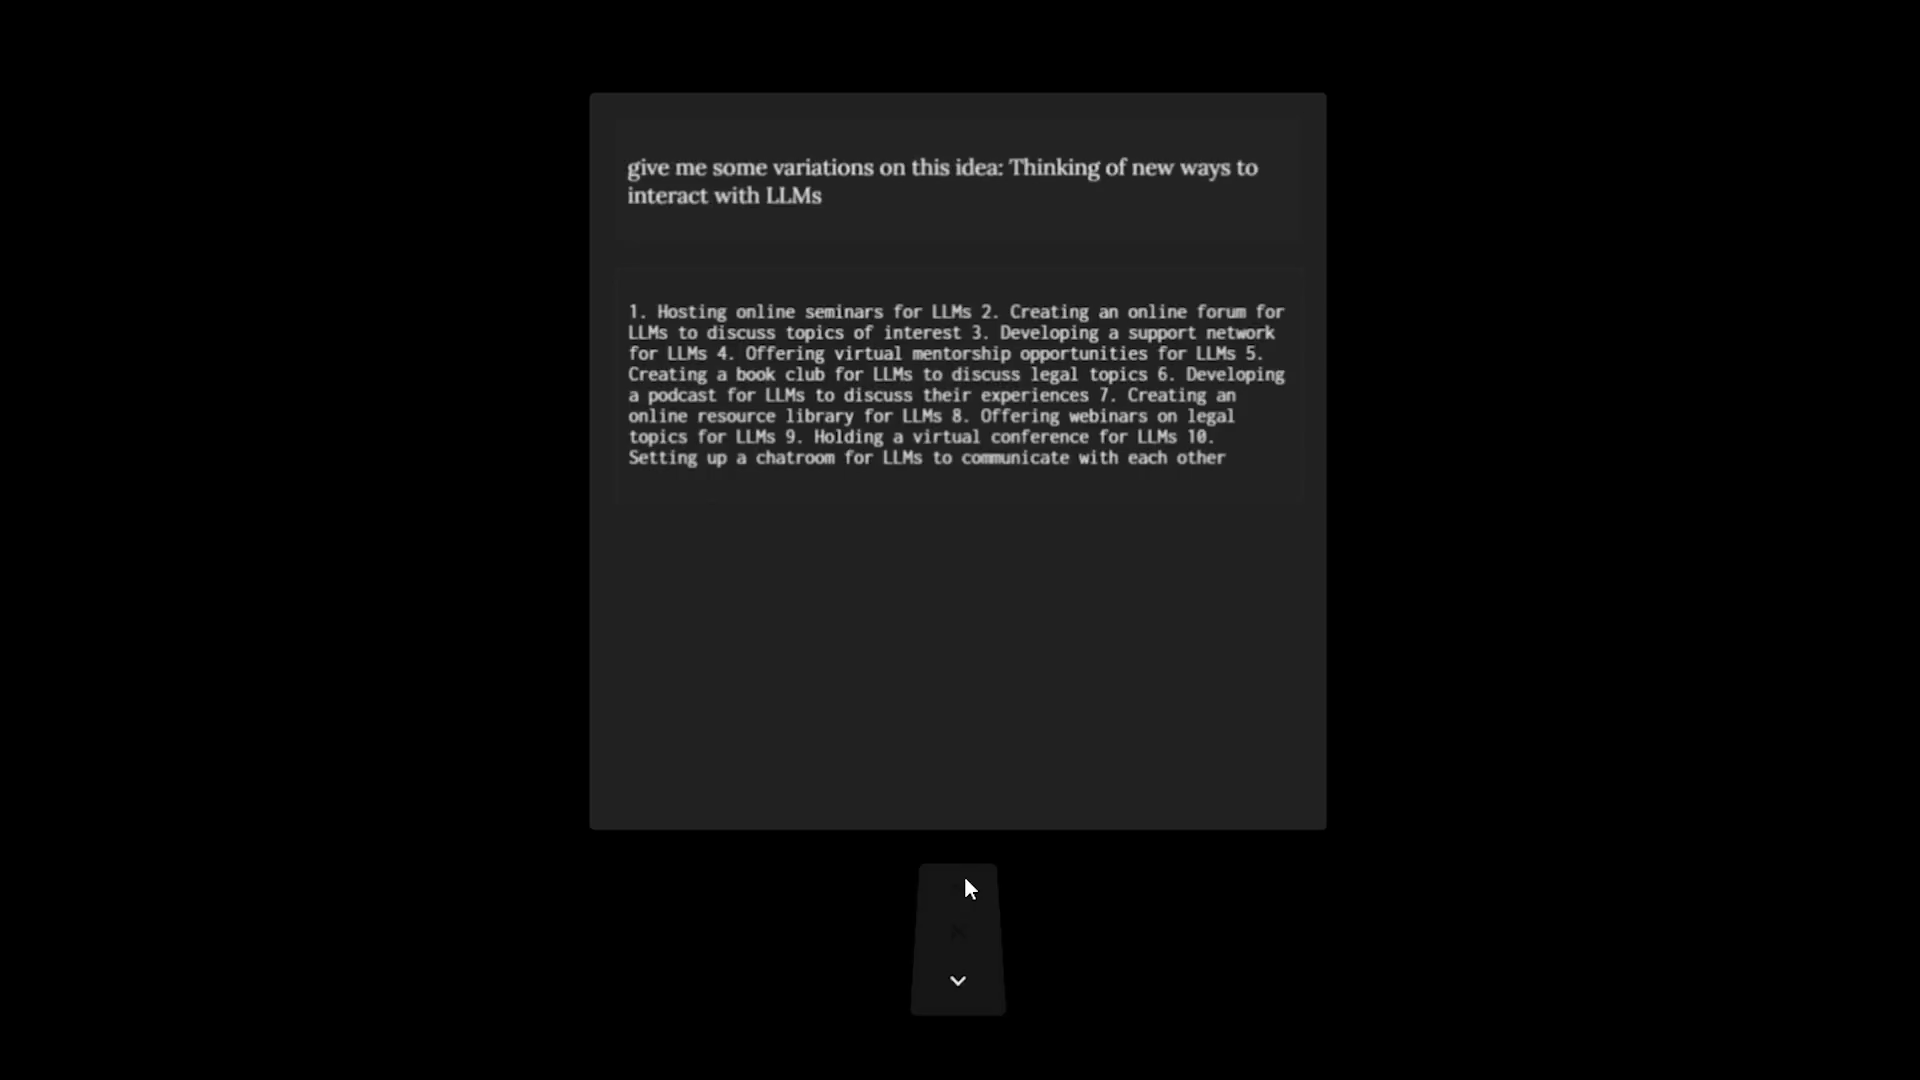 give me some variations on this idea: Thinking of new ways to
interact with LLMs
1. Hosting online seminars for LLMs 2. Creating an online forum for
LLMs to discuss topics of interest 3. Developing a support network
for LLMs 4. Offering virtual mentorship opportunities for LLMs 5.
Creating a book club for LLMs to discuss legal topics 6. Developing
a podcast for LLMs to discuss their experiences 7. Creating an
online resource library for LLMs 8. Offering webinars on legal
topics for LLMs 9. Holding a virtual conference for LLMs 10.
Setting up a chatroom for LLMs to communicate with each other